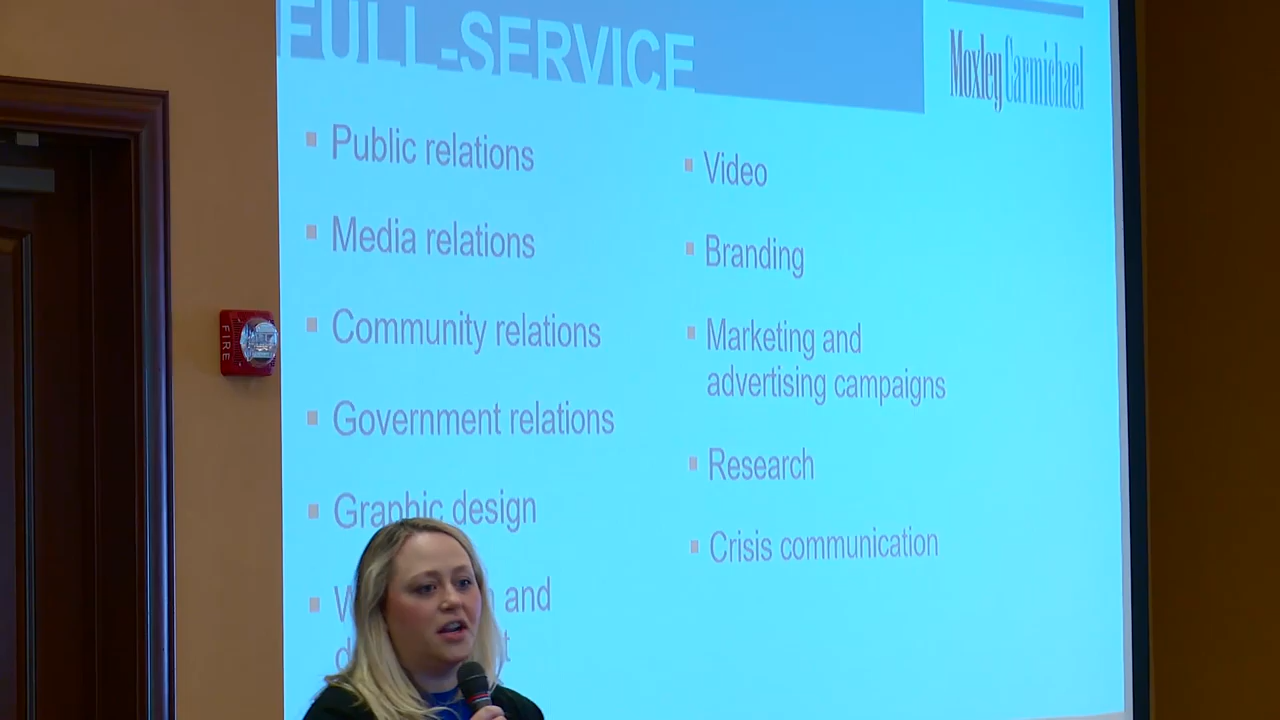 FULL-SERVICE
Moxley Carmichael
Public relations
Media relations
Community relations
Government relations
Graphic design
and
Video
Branding
Marketing and
advertising campaigns
Research
Crisis communication
FIRE